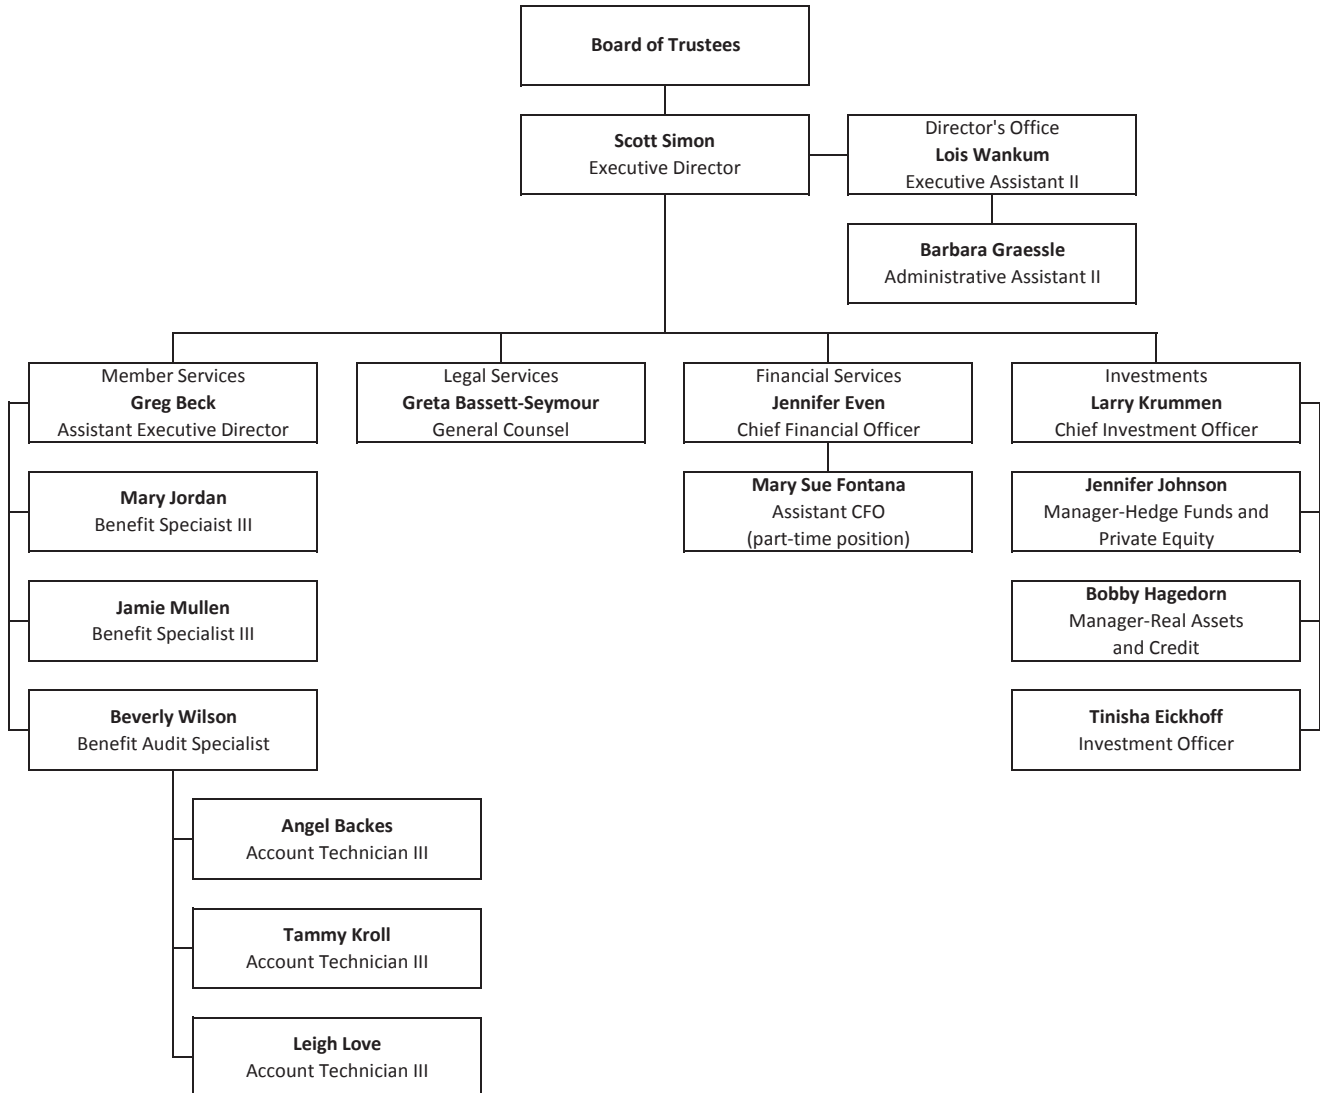 Board of Trustees
Scott Simon
Executive Director
Director's Office
Lois Wankum
Executive Assistant II
Barbara Graessle
Administrative Assistant II
Member Services
Greg Beck
Assistant Executive Director
Legal Services
Greta Bassett-Seymour
General Counsel
Financial Services
Jennifer Even
Chief Financial Officer
Investments
Larry Krummen
Chief Investment Officer
Mary Jordan
Benefit Speciaist III
Mary Sue Fontana
Assistant CFO
(part-time position)
Jennifer Johnson
Manager-Hedge Funds and
Private Equity
Jamie Mullen
Benefit Specialist III
Bobby Hagedorn
Manager-Real Assets
and Credit
Beverly Wilson
Benefit Audit Specialist
Tinisha Eickhoff
Investment Officer
Angel Backes
Account Technician III
Tammy Kroll
Account Technician III
Leigh Love
Account Technician III